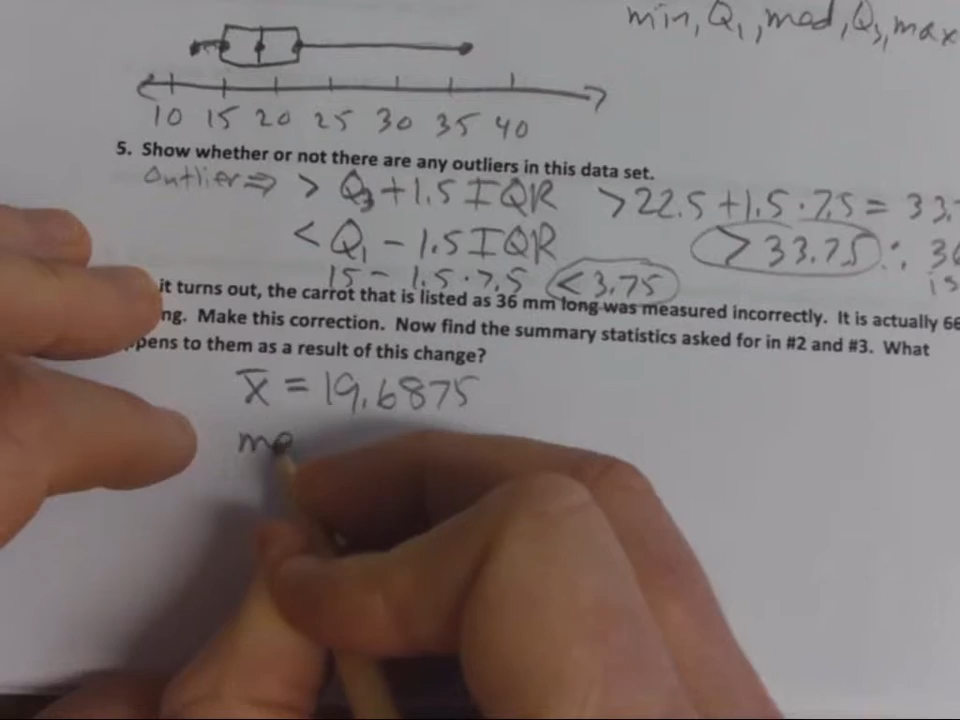 min, Q1, med, Q3, max
10 15 20 25 30 35 40
5. Show whether or not there are any outliers in this data set.
Outlier ⇒ > Q3 + 1.5 IQR > 22.5 + 1.5 · 7.5 = 33.
< Q1 - 1.5 IQR > 33.75 ∴ 36
15 - 1.5 · 7.5 < 3.75 is
it turns out, the carrot that is listed as 36 mm long was measured incorrectly. It is actually 66
ng. Make this correction. Now find the summary statistics asked for in #2 and #3. What
pens to them as a result of this change?
x̄ = 19.6875
me